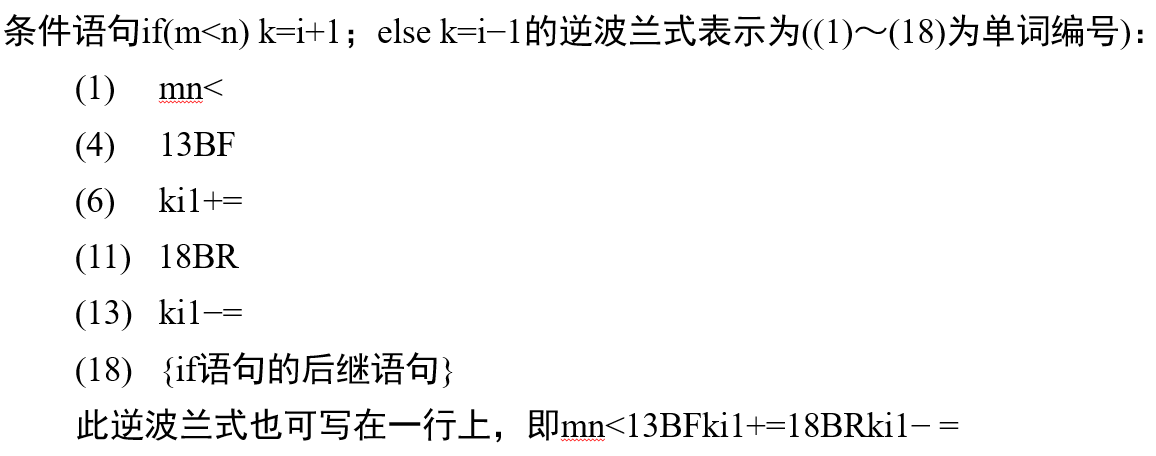 条件语句if(m<n) k=i+1；else k=i−1的逆波兰式表示为((1)～(18)为单词编号)：
(1) mn<
(4) 13BF
(6) ki1+=
(11) 18BR
(13) ki1−=
(18) {if语句的后继语句}
此逆波兰式也可写在一行上，即mn<13BFki1+=18BRki1− =